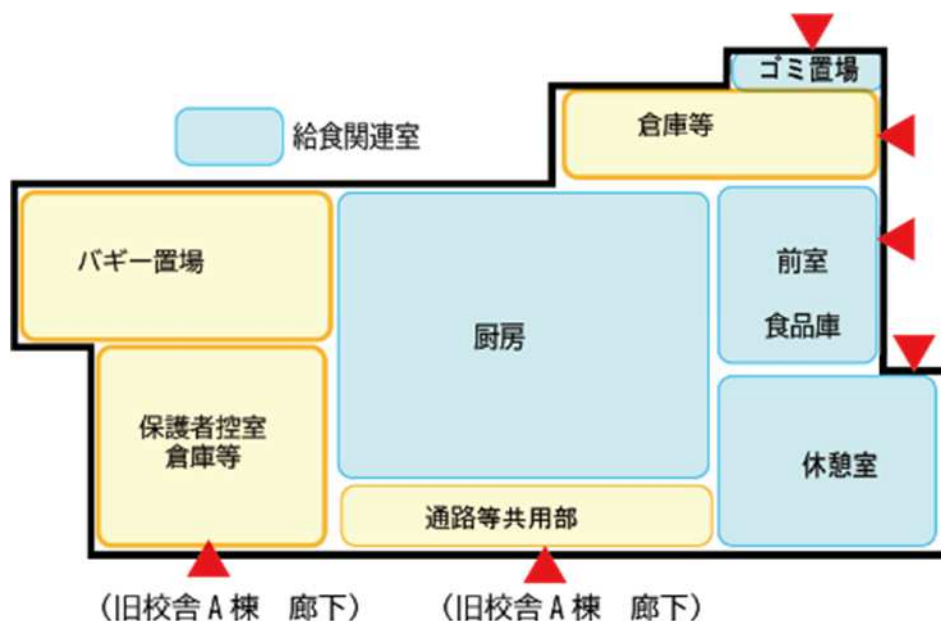 ゴミ置場
倉庫等
給食関連室
バギー置場
前室
食品庫
厨房
保護者控室
倉庫等
休憩室
通路等共用部
（旧校舎A棟　廊下）
（旧校舎A棟　廊下）